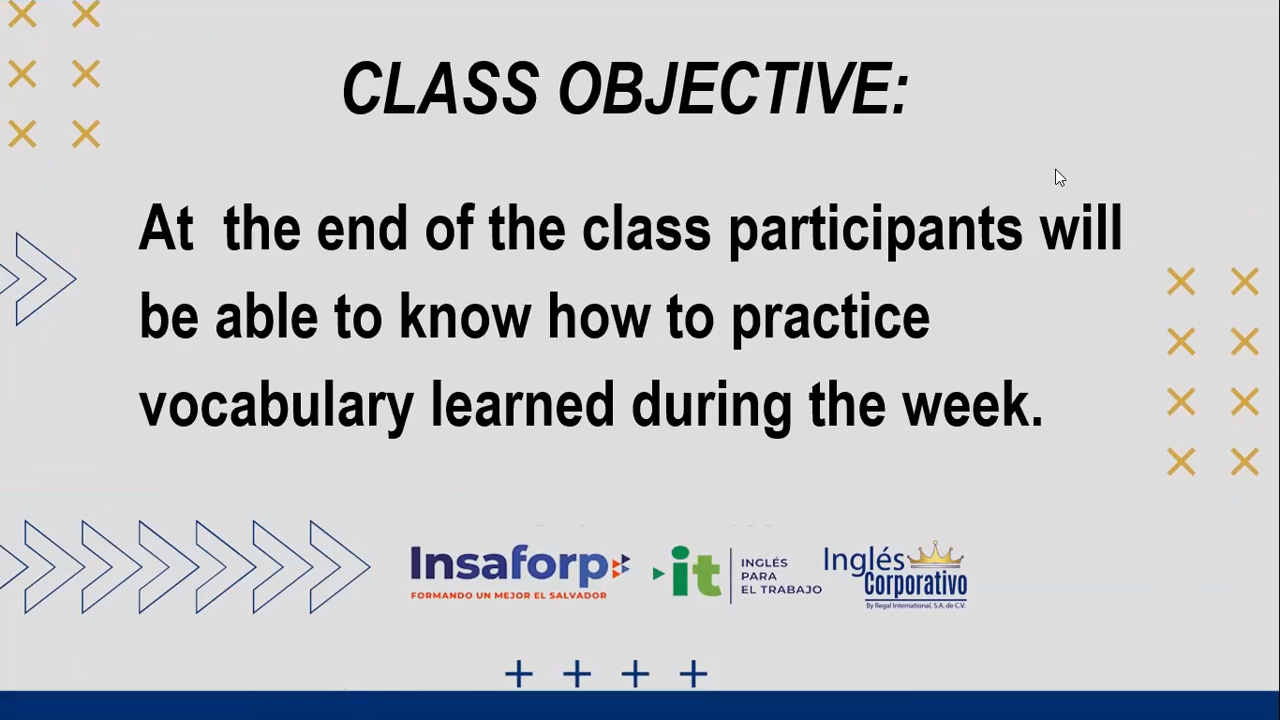 CLASS OBJECTIVE:
At the end of the class participants will
be able to know how to practice
vocabulary learned during the week.
Insaforp
FORMANDO UN MEJOR EL SALVADOR
it
INGLÉS
PARA
EL TRABAJO
Inglés
Corporativo
By Regal International, S.A. de C.V.